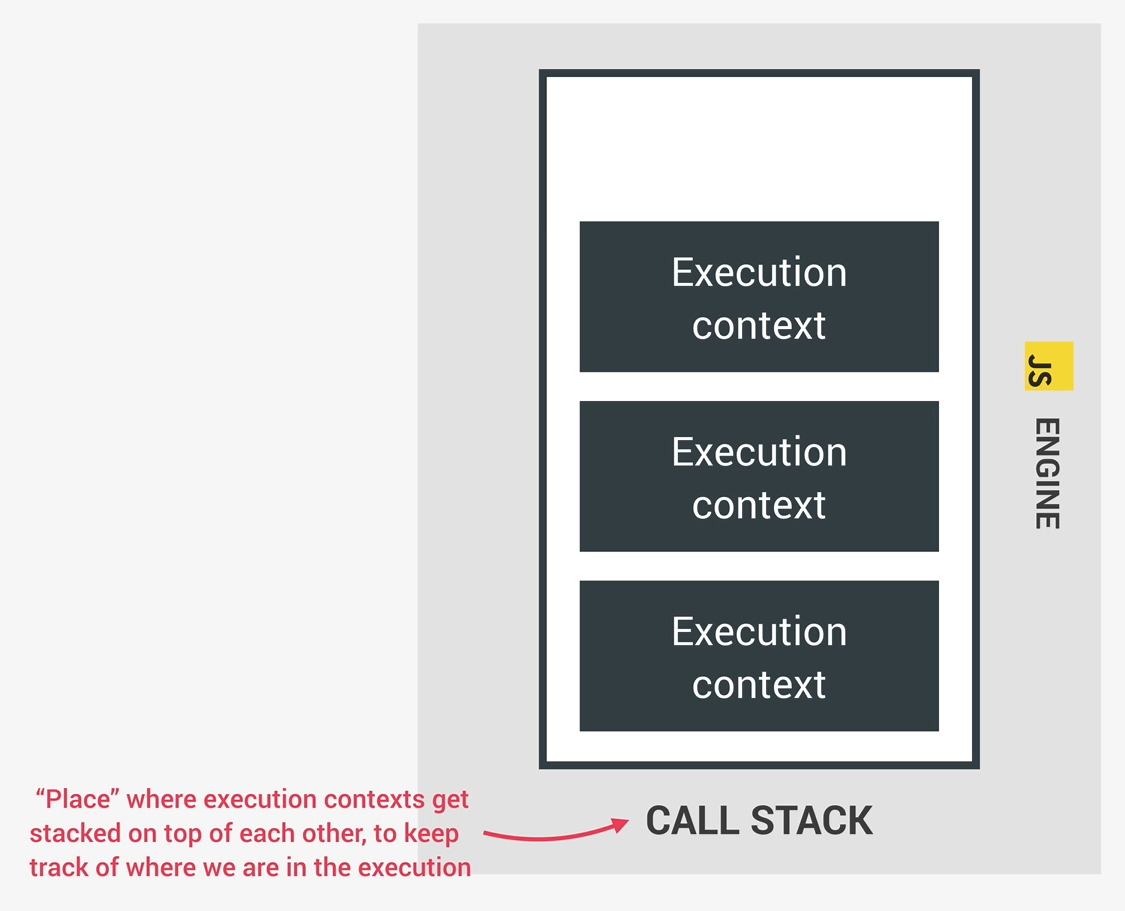 Execution
context
Execution
context
Execution
context
JS ENGINE
“Place” where execution contexts get
stacked on top of each other, to keep
track of where we are in the execution
CALL STACK